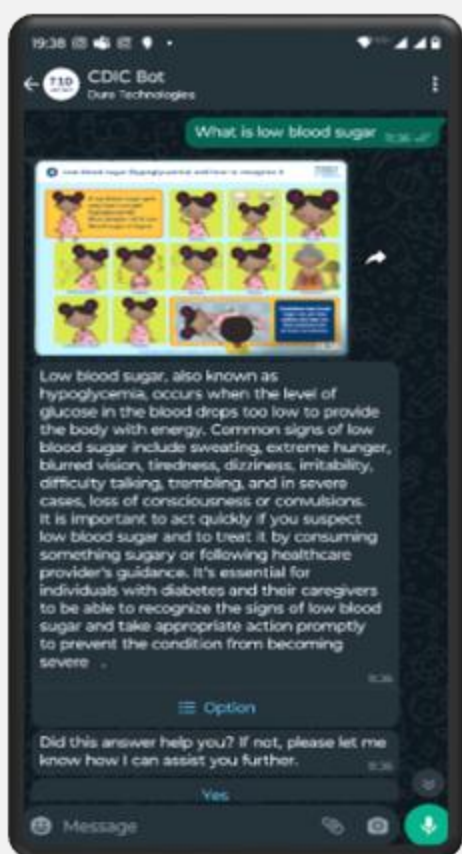 19:38
CDIC Bot
T1D
Dure Technologies
What is low blood sugar
Low blood sugar, also known as
hypoglycemia, occurs when the level of
glucose in the blood drops too low to provide
the body with energy. Common signs of low
blood sugar include sweating, extreme hunger,
blurred vision, tiredness, dizziness, irritability,
difficulty talking, trembling, and in severe
cases, loss of consciousness or convulsions.
It is important to act quickly if you suspect
low blood sugar and to treat it by consuming
something sugary or following healthcare
provider's guidance. It's essential for
individuals with diabetes and their caregivers
to be able to recognize the signs of low blood
sugar and take appropriate action promptly
to prevent the condition from becoming
severe .
Option
Did this answer help you? If not, please let me
know how I can assist you further.
Yes
Message